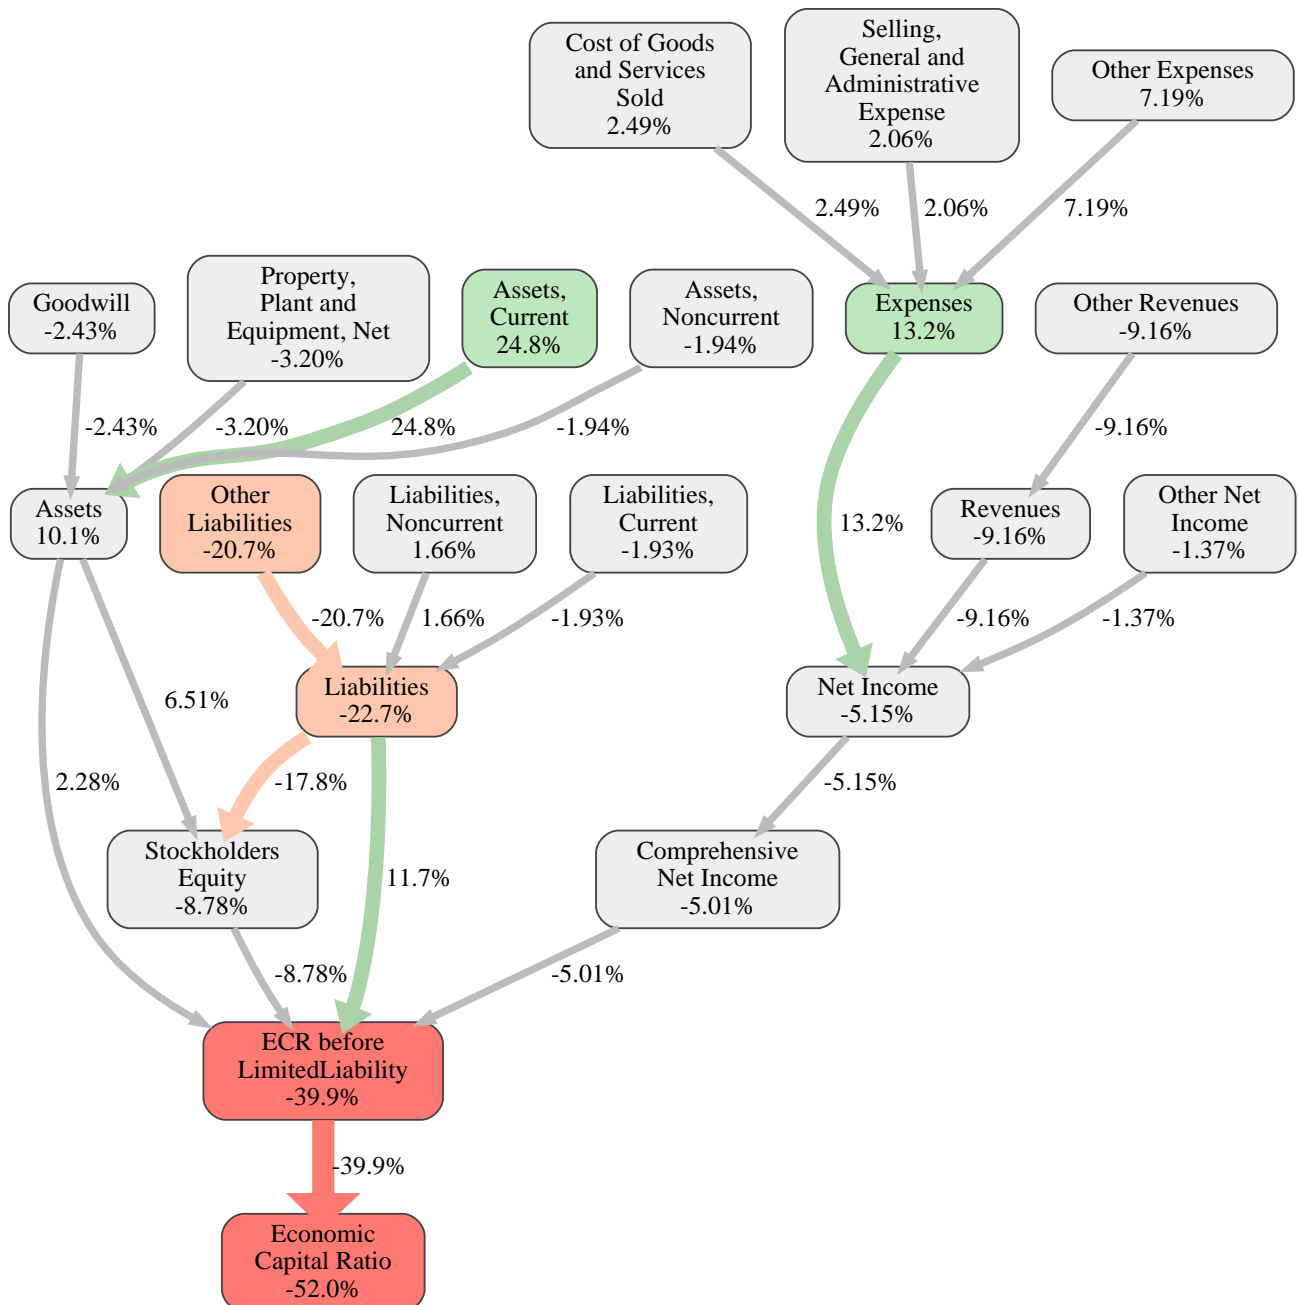 Cost of Goods
and Services
Sold
2.49%
Selling,
General and
Administrative
Expense
2.06%
Other Expenses
7.19%
2.49%
2.06%
7.19%
Goodwill
-2.43%
Property,
Plant and
Equipment, Net
-3.20%
Assets,
Current
24.8%
Assets,
Noncurrent
-1.94%
Expenses
13.2%
Other Revenues
-9.16%
-2.43%
-3.20%
24.8%
-1.94%
-9.16%
Assets
10.1%
Other
Liabilities
-20.7%
Liabilities,
Noncurrent
1.66%
Liabilities,
Current
-1.93%
13.2%
Revenues
-9.16%
Other Net
Income
-1.37%
-20.7%
1.66%
-1.93%
-9.16%
-1.37%
6.51%
Liabilities
-22.7%
Net Income
-5.15%
2.28%
-17.8%
-5.15%
Stockholders
Equity
-8.78%
11.7%
Comprehensive
Net Income
-5.01%
-8.78%
-5.01%
ECR before
LimitedLiability
-39.9%
-39.9%
Economic
Capital Ratio
-52.0%